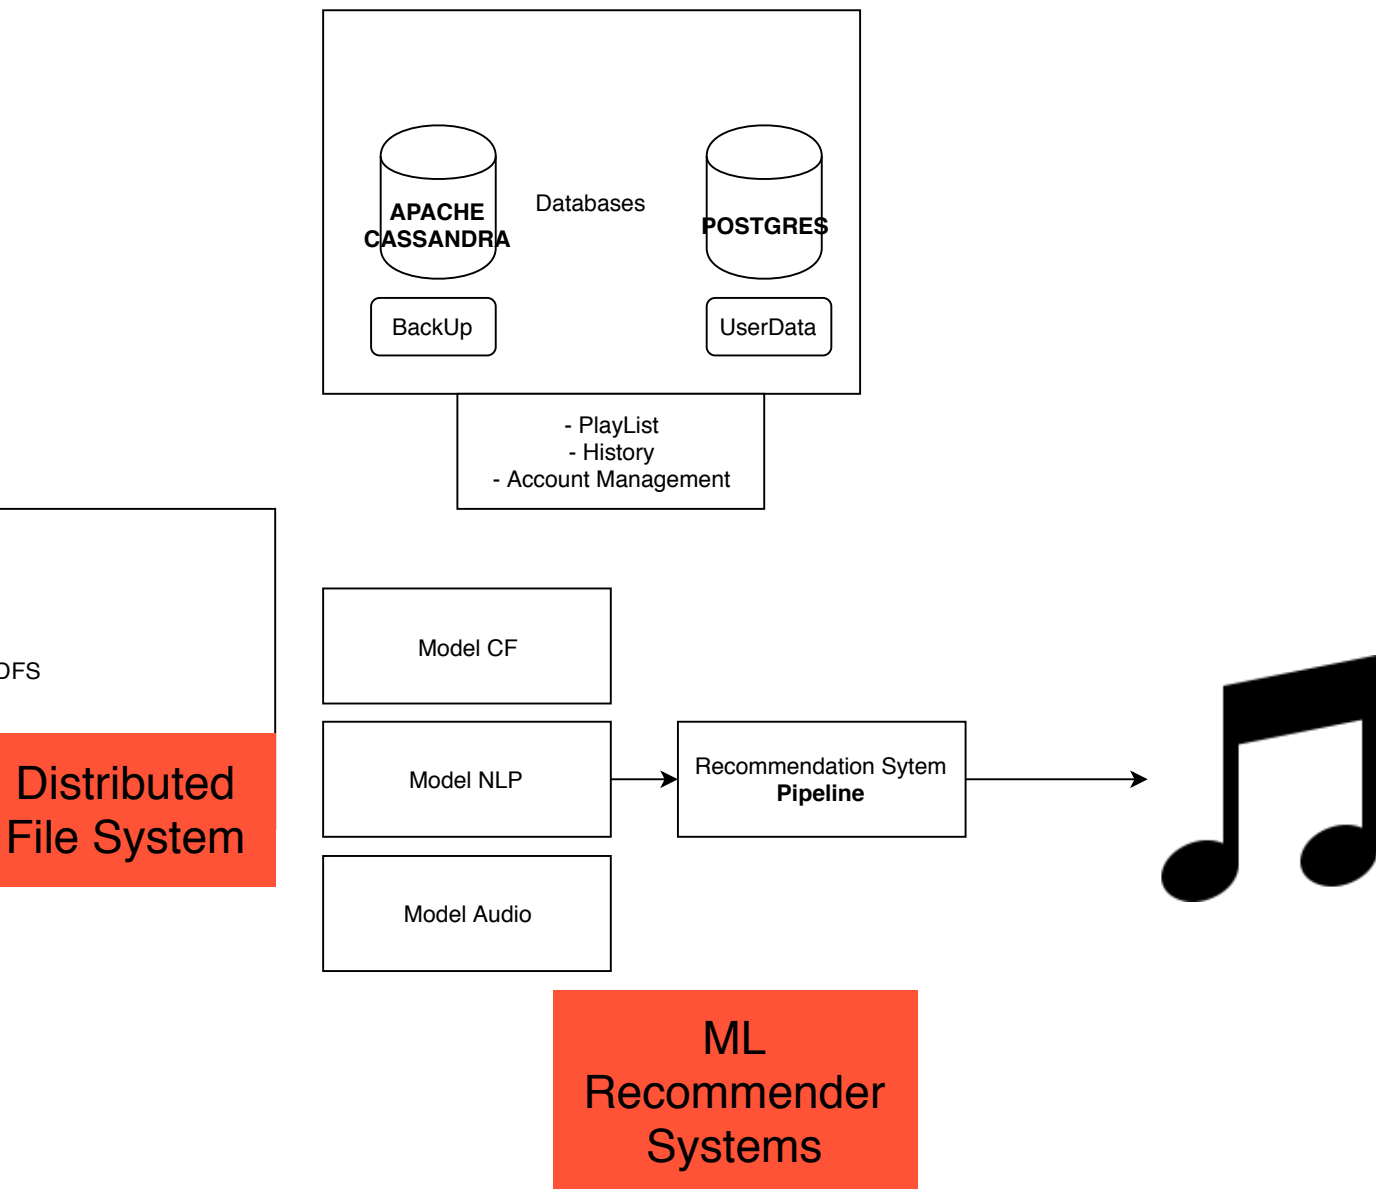 APACHE
CASSANDRA
Databases
POSTGRES
BackUp
UserData
- PlayList
- History
- Account Management
DFS
Distributed
File System
Model CF
Model NLP
Model Audio
Recommendation Sytem
Pipeline
ML
Recommender
Systems